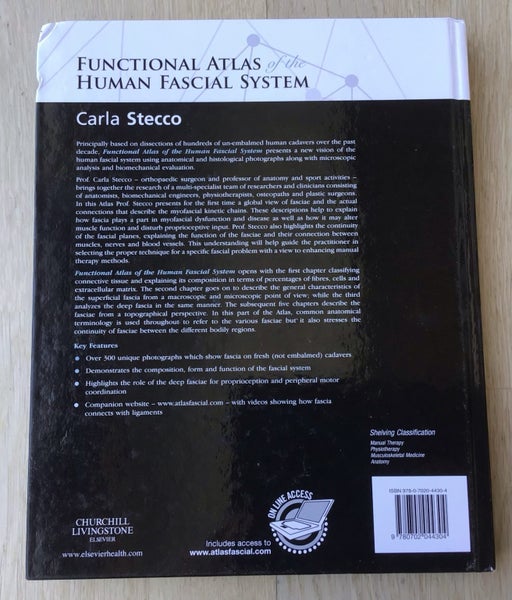 FUNCTIONAL ATLAS of the
HUMAN FASCIAL SYSTEM
Carla Stecco
Principally based on dissections of hundreds of un-embalmed human cadavers over the past
decade, Functional Atlas of the Human Fascial System presents a new vision of the
human fascial system using anatomical and histological photographs along with microscopic
analysis and biomechanical evaluation.
Prof. Carla Stecco – orthopaedic surgeon and professor of anatomy and sport activities –
brings together the research of a multi-specialist team of researchers and clinicians consisting
of anatomists, biomechanical engineers, physiotherapists, osteopaths and plastic surgeons.
In this Atlas Prof. Stecco presents for the first time a global view of fasciae and the actual
connections that describe the myofascial kinetic chains. These descriptions help to explain
how fascia plays a part in myofascial dysfunction and disease as well as how it may alter
muscle function and disturb proprioceptive input. Prof. Stecco also highlights the continuity
of the fascial planes, explaining the function of the fasciae and their connection between
muscles, nerves and blood vessels. This understanding will help guide the practitioner in
selecting the proper technique for a specific fascial problem with a view to enhancing manual
therapy methods.
Functional Atlas of the Human Fascial System opens with the first chapter classifying
connective tissue and explaining its composition in terms of percentages of fibres, cells and
extracellular matrix. The second chapter goes on to describe the general characteristics of
the superficial fascia from a macroscopic and microscopic point of view; while the third
analyzes the deep fascia in the same manner. The subsequent five chapters describe the
fasciae from a topographical perspective. In this part of the Atlas, common anatomical
terminology is used throughout to refer to the various fasciae but it also stresses the
continuity of fasciae between the different bodily regions.
Key Features
• Over 300 unique photographs which show fascia on fresh (not embalmed) cadavers
• Demonstrates the composition, form and function of the fascial system
• Highlights the role of the deep fasciae for proprioception and peripheral motor
coordination
• Companion website – www.atlasfascial.com – with videos showing how fascia
connects with ligaments
Shelving Classification
Manual Therapy
Physiotherapy
Musculoskeletal Medicine
Anatomy
ISBN 978-0-7020-4430-4
9 780702 044304
ON LINE ACCESS
Includes access to
www.atlasfascial.com
CHURCHILL
LIVINGSTONE
ELSEVIER
www.elsevierhealth.com